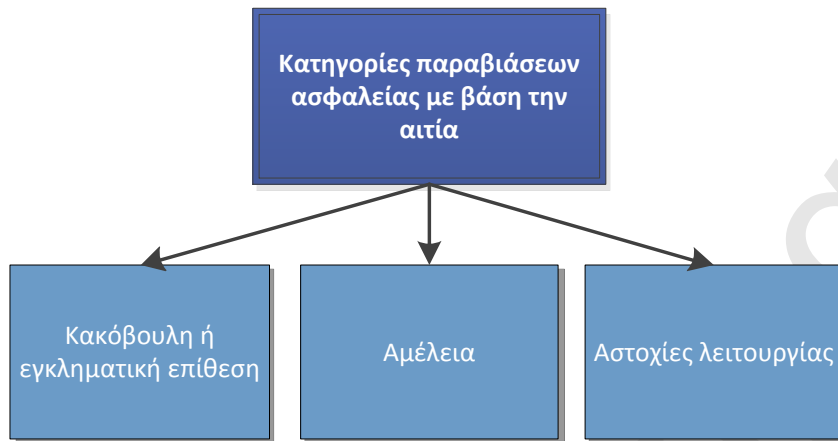 Κατηγορίες παραβιάσεων
ασφαλείας με βάση την
αιτία
Κακόβουλη ή
εγκληματική επίθεση
Αμέλεια
Αστοχίες λειτουργίας